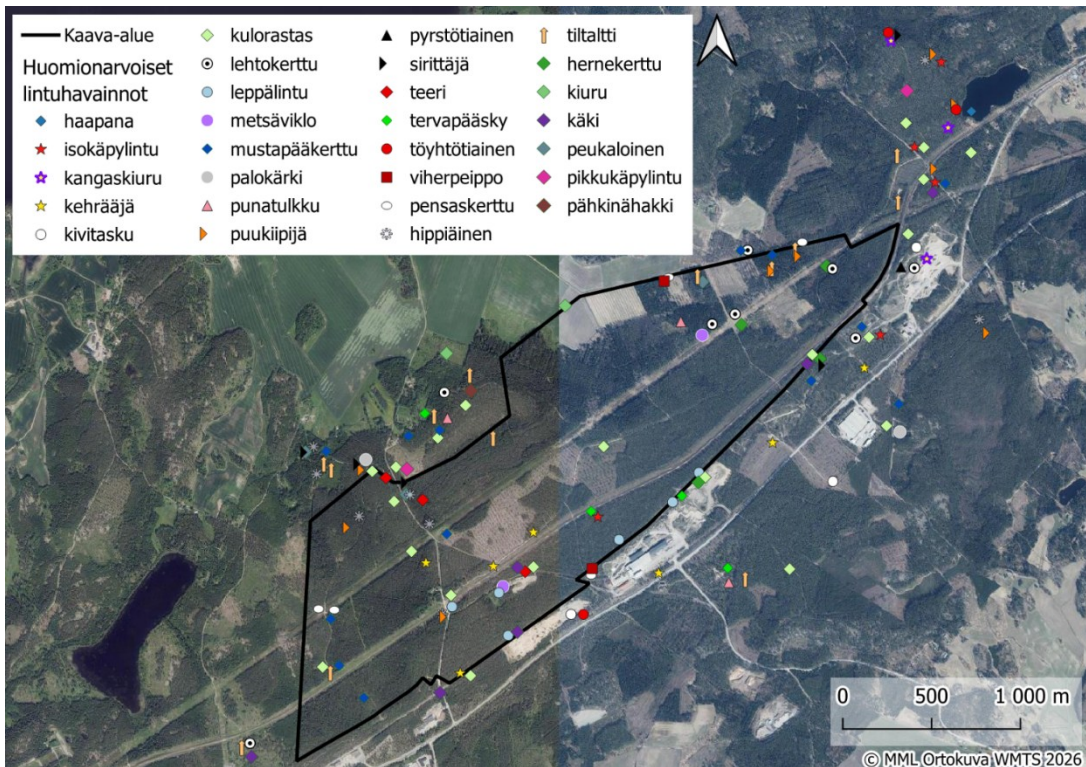 Kaava-alue
Huomionarvoiset
lintuhavainnot
haapana
isokäpylintu
kangaskiuru
kehrääjä
kivitasku
kulorastas
lehtokerttu
leppälintu
metsäviklo
mustapääkerttu
palokärki
punatulkku
puukiipijä
pyrstötiainen
sirittäjä
teeri
tervapääsky
töyhtötiainen
viherpeippo
pensaskerttu
hippiäinen
tiltaltti
hernekerttu
kiuru
käki
peukaloinen
pikkukäpylintu
pähkinähakki
0 500 1 000 m
© MML Ortokuva WMTS 2026